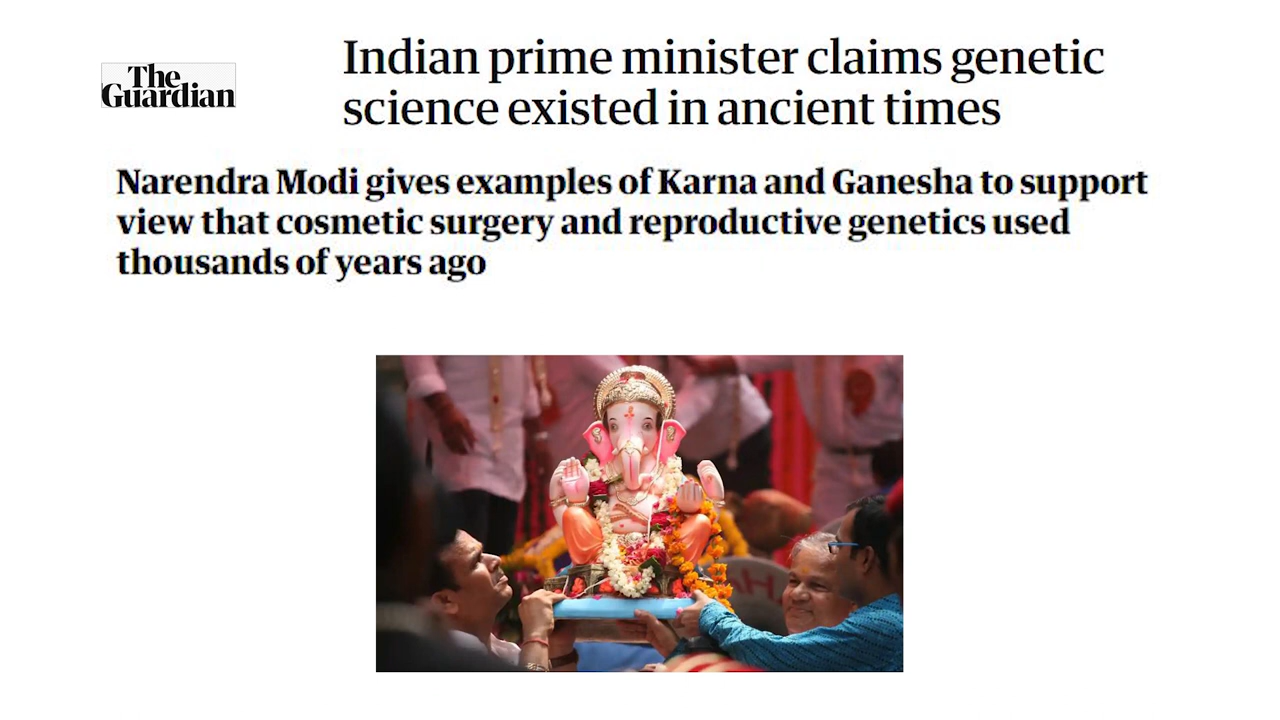 The
Guardian
Indian prime minister claims genetic
science existed in ancient times
Narendra Modi gives examples of Karna and Ganesha to support
view that cosmetic surgery and reproductive genetics used
thousands of years ago